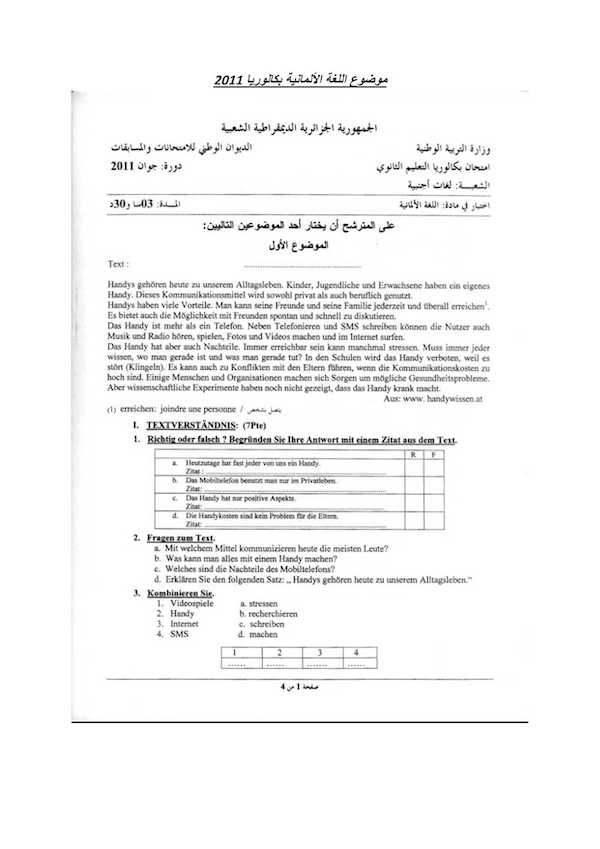 موضوع اللغة الألمانية بكالوريا 2011
الجمهورية الجزائرية الديمقراطية الشعبية
وزارة التربية الوطنية الديوان الوطني للامتحانات والمسابقات
امتحان بكالوريا التعليم الثانوي دورة: جوان 2011
الشعبة: لغات أجنبية
اختبار في مادة: اللغة الألمانية المدة: 03سا و30د
على المترشح أن يختار أحد الموضوعين التاليين:
الموضوع الأول
Text : ..............................
Handys gehören heute zu unserem Alltagsleben. Kinder, Jugendliche und Erwachsene haben ein eigenes
Handy. Dieses Kommunikationsmittel wird sowohl privat als auch beruflich genutzt.
Handys haben viele Vorteile. Man kann seine Freunde und seine Familie jederzeit und überall erreichen¹.
Es bietet auch die Möglichkeit mit Freunden spontan und schnell zu diskutieren.
Das Handy ist mehr als ein Telefon. Neben Telefonieren und SMS schreiben können die Nutzer auch
Musik und Radio hören, spielen, Fotos und Videos machen und im Internet surfen.
Das Handy hat aber auch Nachteile. Immer erreichbar sein kann manchmal stressen. Muss immer jeder
wissen, wo man gerade ist und was man gerade tut? In den Schulen wird das Handy verboten, weil es
stört (Klingeln). Es kann auch zu Konflikten mit den Eltern führen, wenn die Kommunikationskosten zu
hoch sind. Einige Menschen und Organisationen machen sich Sorgen um mögliche Gesundheitsprobleme.
Aber wissenschaftliche Experimente haben noch nicht gezeigt, dass das Handy krank macht.
Aus: www. handywissen.at
(1) erreichen: joindre une personne / يتصل بشخص
I. TEXTVERSTÄNDNIS: (7Pte)
1. Richtig oder falsch ? Begründen Sie Ihre Antwort mit einem Zitat aus dem Text.
R F
a. Heutzutage hat fast jeder von uns ein Handy.
Zitat : ..............................
b. Das Mobiltelefon benutzt man nur im Privatleben.
Zitat: ..............................
c. Das Handy hat nur positive Aspekte.
Zitat: ..............................
d. Die Handykosten sind kein Problem für die Eltern.
Zitat: ..............................
2. Fragen zum Text.
a. Mit welchem Mittel kommunizieren heute die meisten Leute?
b. Was kann man alles mit einem Handy machen?
c. Welches sind die Nachteile des Mobiltelefons?
d. Erklären Sie den folgenden Satz: „ Handys gehören heute zu unserem Alltagsleben."
3. Kombinieren Sie.
1. Videospiele a. stressen
2. Handy b. recherchieren
3. Internet c. schreiben
4. SMS d. machen
1 2 3 4
...... ...... ...... ......
صفحة 1 من 4